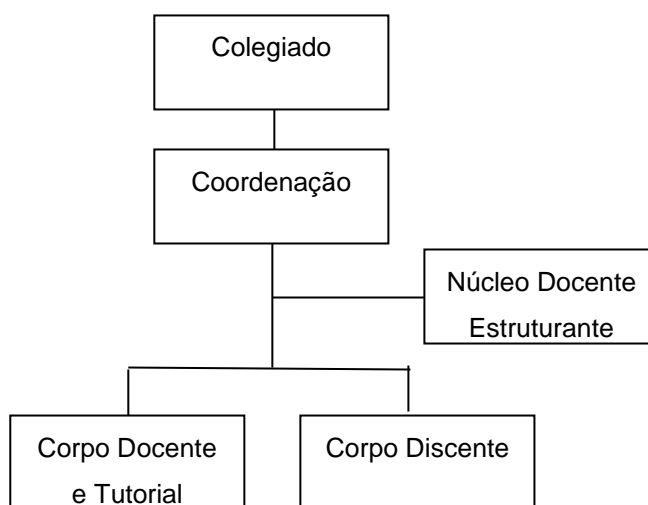 Colegiado
Coordenação
Núcleo Docente
Estruturante
Corpo Docente
e Tutorial
Corpo Discente